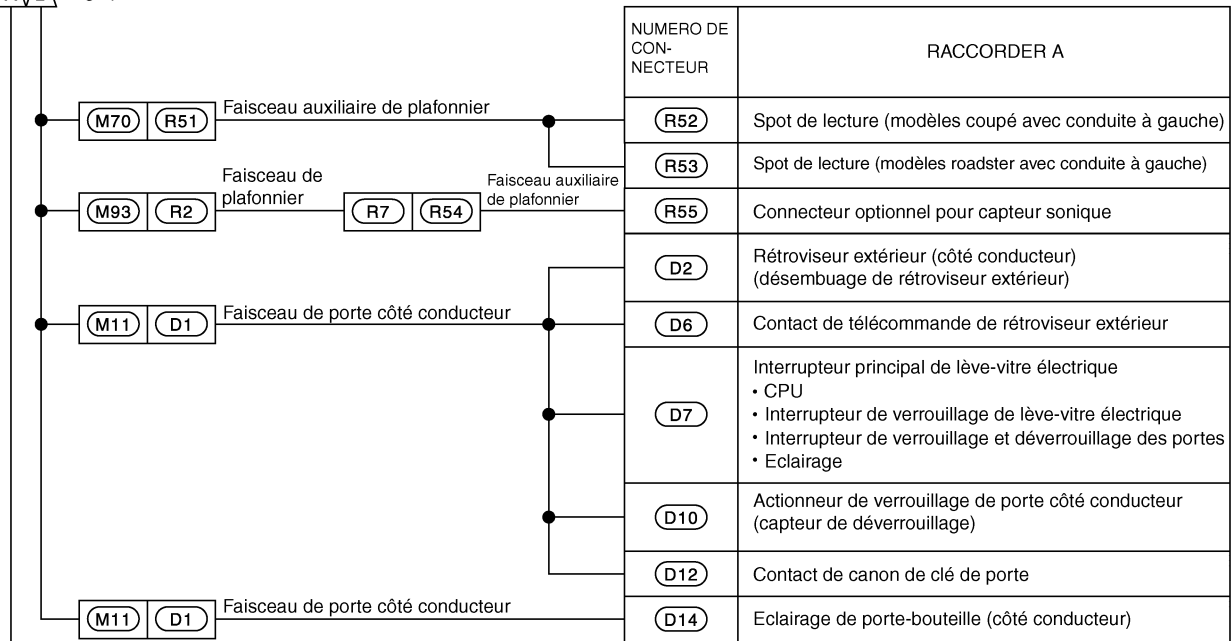 NUMERO DE
CON-
NECTEUR
RACCORDER A
M70 R51
Faisceau auxiliaire de plafonnier
R52
Spot de lecture (modèles coupé avec conduite à gauche)
R53
Spot de lecture (modèles roadster avec conduite à gauche)
M93 R2
Faisceau de
plafonnier
R7 R54
Faisceau auxiliaire
de plafonnier
R55
Connecteur optionnel pour capteur sonique
D2
Rétroviseur extérieur (côté conducteur)
(désembuage de rétroviseur extérieur)
M11 D1
Faisceau de porte côté conducteur
D6
Contact de télécommande de rétroviseur extérieur
D7
Interrupteur principal de lève-vitre électrique
• CPU
• Interrupteur de verrouillage de lève-vitre électrique
• Interrupteur de verrouillage et déverrouillage des portes
• Eclairage
D10
Actionneur de verrouillage de porte côté conducteur
(capteur de déverrouillage)
D12
Contact de canon de clé de porte
M11 D1
Faisceau de porte côté conducteur
D14
Eclairage de porte-bouteille (côté conducteur)